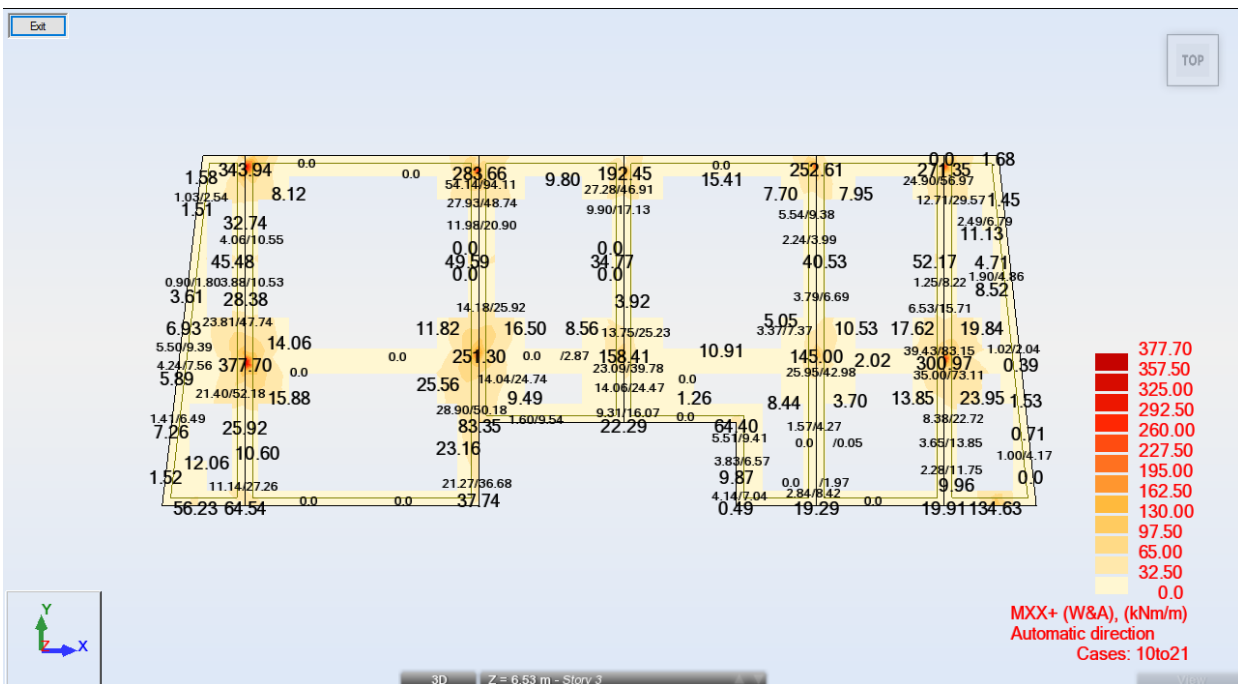 Exit
TOP
0.0 1.68
343.94 0.0 0.0 283.66 192.45 0.0 252.61 271.35
1.58 54.14/94.11 9.80 27.28/46.91 15.41 24.90/56.97
1.03/2.54 8.12 27.93/48.74 7.70 7.95 12.71/29.57 1.45
1.51 9.90/17.13 5.54/9.38
32.74 11.98/20.90 2.49/6.79
4.06/10.55 2.24/3.99 11.13
0.0 0.0
45.48 49.59 34.77 40.53 52.17 4.71
0.0 0.0
0.90/1.80 3.88/10.53 1.25/8.22 1.90/4.86
3.61 28.38 3.92 3.79/6.69 8.52
14.18/25.92 6.53/15.71
23.81/47.74 5.05
6.93 11.82 16.50 8.56 13.75/25.23 3.37/7.37 10.53 17.62 19.84
5.50/9.39 14.06 10.91 39.43/83.15 1.02/2.04
4.24/7.56 377.70 0.0 251.30 0.0 /2.87 158.41 145.00 2.02 300.97 0.39
0.0 23.09/39.78 25.95/42.98 35.00/73.11
5.89 25.56 14.04/24.74 14.06/24.47 0.0
21.40/52.18 15.88 9.49 1.26 8.44 3.70 13.85 23.95 1.53
28.90/50.18 9.31/16.07
1.41/6.49 1.60/9.54 0.0 8.38/22.72
7.26 25.92 83.35 22.29 64.40 1.57/4.27 0.71
5.51/9.41 0.0 /0.05 3.65/13.85
10.60 23.16 1.00/4.17
12.06 3.83/6.57 2.28/11.75
1.52 11.14/27.26 21.27/36.68 9.87 0.0 /1.97 9.96 0.0
4.14/7.04 2.84/8.42
56.23 64.54 0.0 0.0 37.74 0.49 19.29 0.0 19.91 134.63
377.70
357.50
325.00
292.50
260.00
227.50
195.00
162.50
130.00
97.50
65.00
32.50
0.0
MXX+ (W&A), (kNm/m)
Automatic direction
Cases: 10to21
Y
Z X
3D Z = 6.53 m - Story 3 View